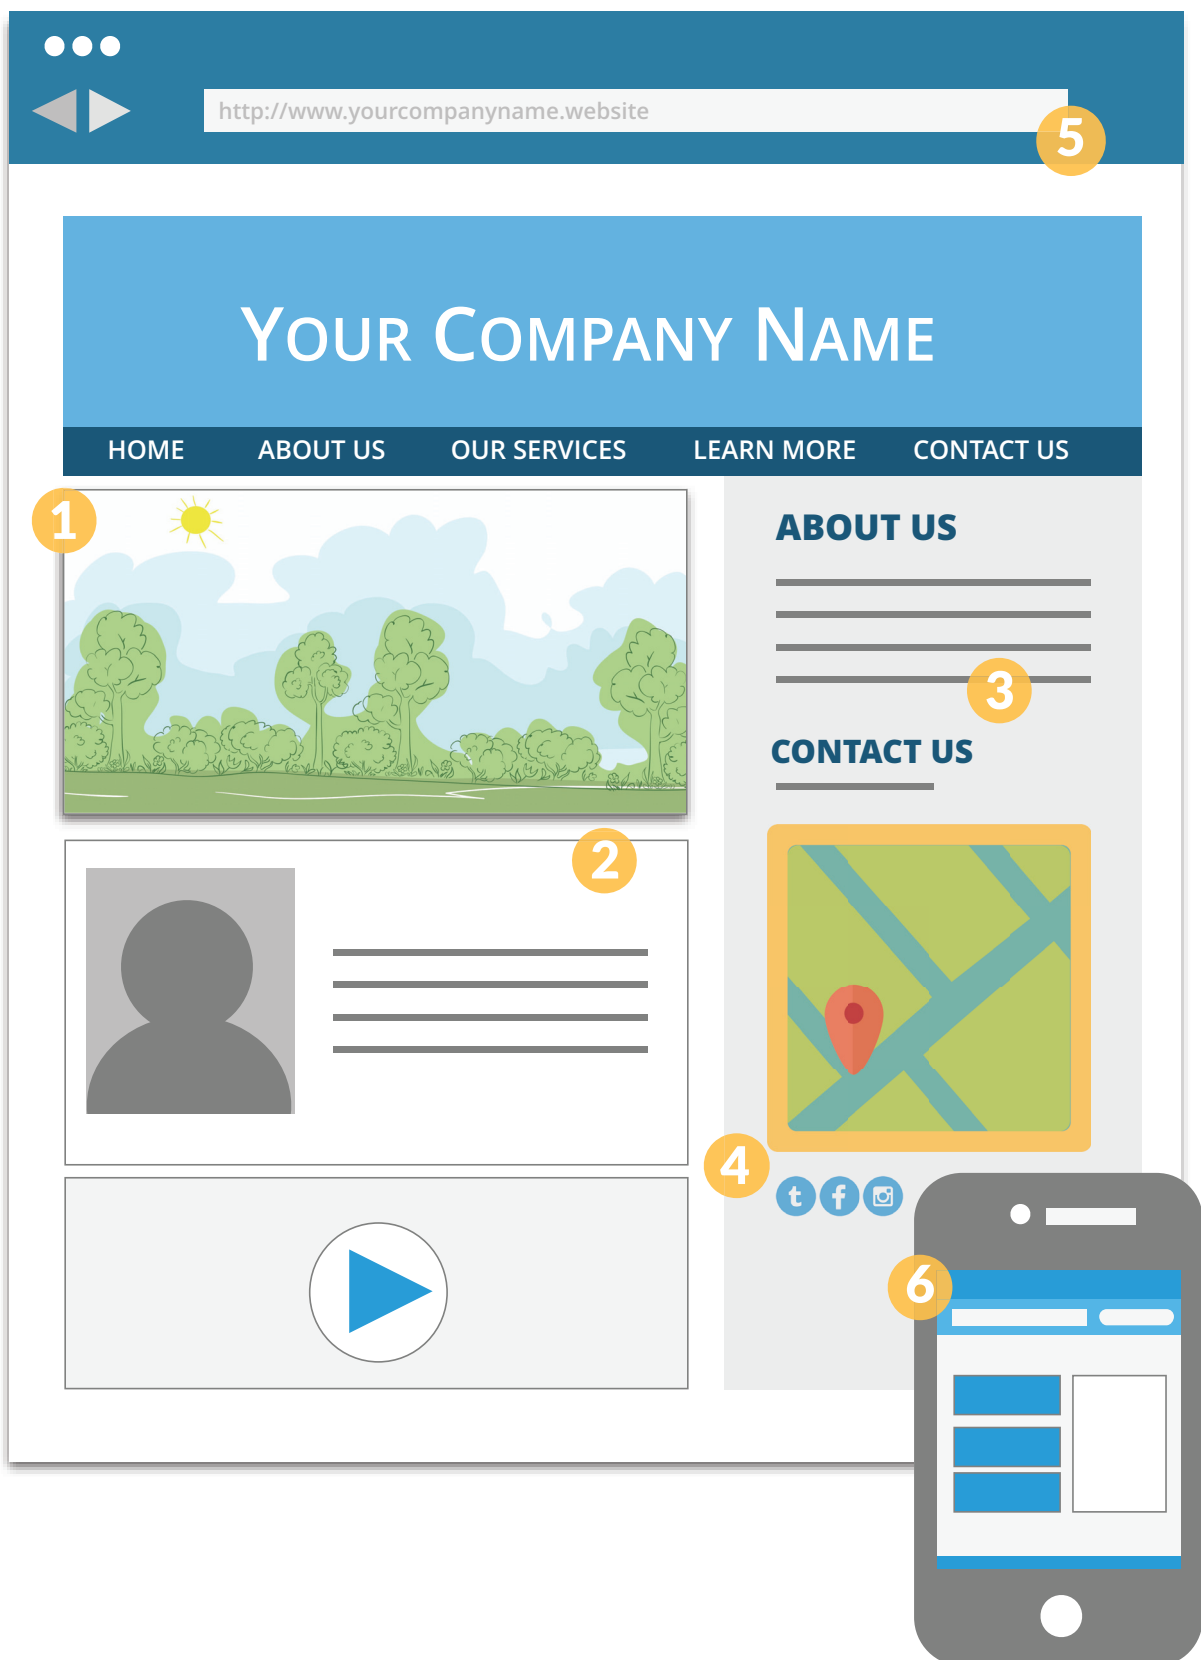 http://www.yourcompanyname.website
5
YOUR COMPANY NAME
HOME ABOUT US OUR SERVICES LEARN MORE CONTACT US
1
ABOUT US
3
CONTACT US
2
4
t f
6